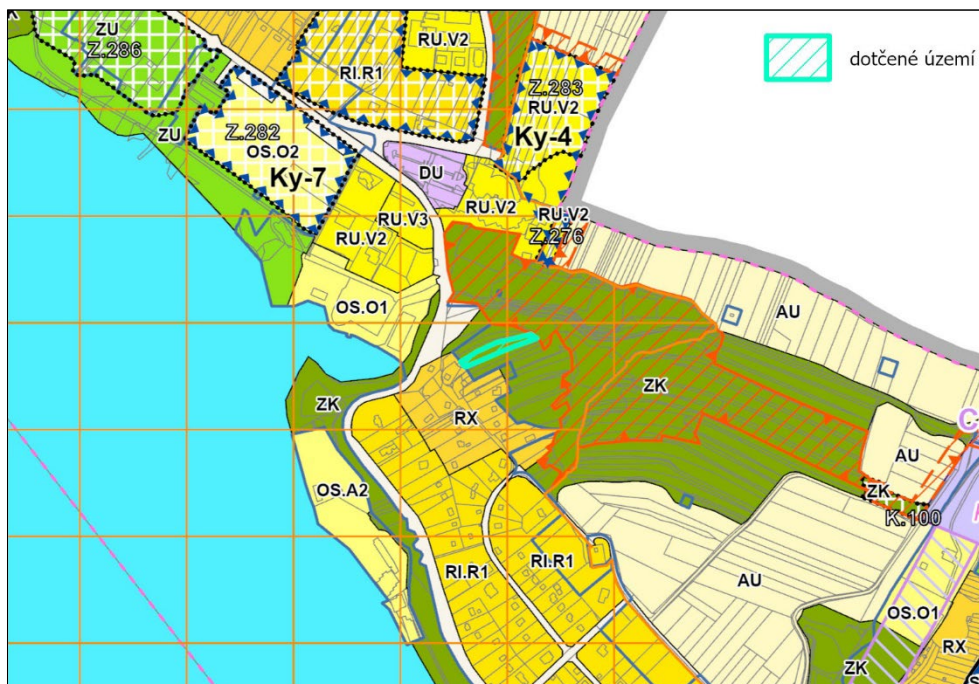 ZU
Z.286
RI.R1
RU.V2
dotčené území
Z.283
RU.V2
Ky-4
ZU
Z.282
OS.O2
Ky-7
DU
RU.V3
RU.V2
RU.V2
RU.V2
Z.276
OS.O1
AU
ZK
ZK
RX
AU
C
ZK
K.100
OS.A2
RI.R1
RI.R1
AU
OS.O1
ZK
RX